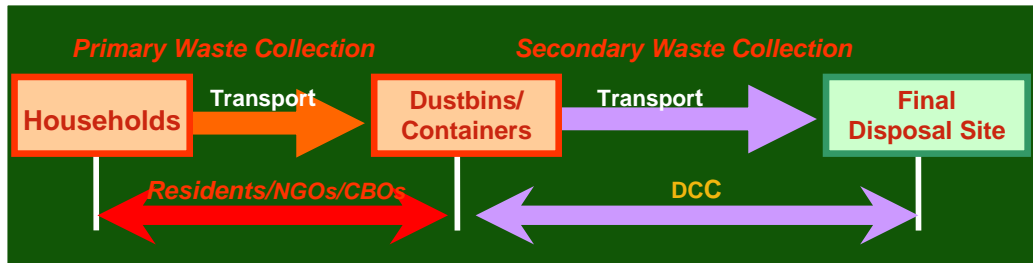 Primary Waste Collection
Secondary Waste Collection
Households
Transport
Dustbins/
Containers
Transport
Final
Disposal Site
Residents/NGOs/CBOs
DCC